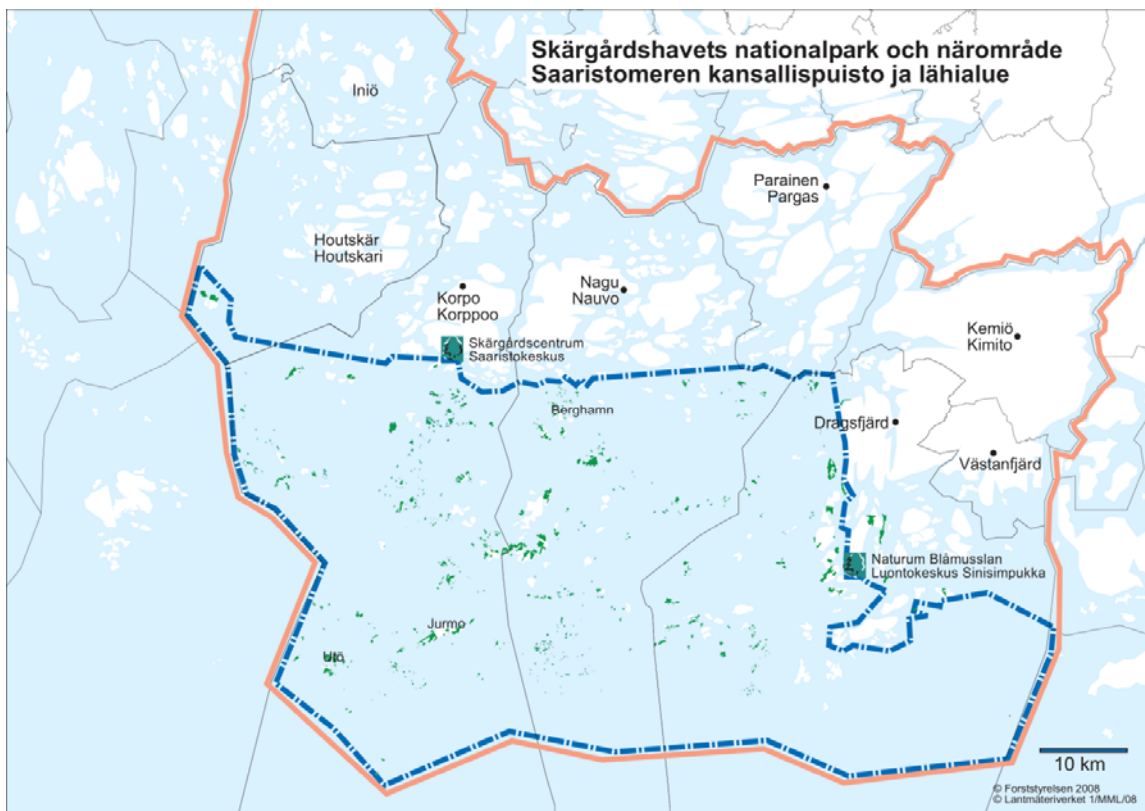 Skärgårdshavets nationalpark och närområde
Saaristomeren kansallispuisto ja lähialue
Iniö
Parainen
Pargas
Houtskär
Houtskari
Nagu
Nauvo
Korpo
Korppoo
Kemiö
Kimito
Skärgårdscentrum
Saaristokeskus
Berghamn
Dragsfjärd
Västanfjärd
Naturum Blåmusslan
Luontokeskus Sinisimpukka
Jurmo
Utö
10 km
© Forststyrelsen 2008
© Lantmäteriverket 1/MML/08